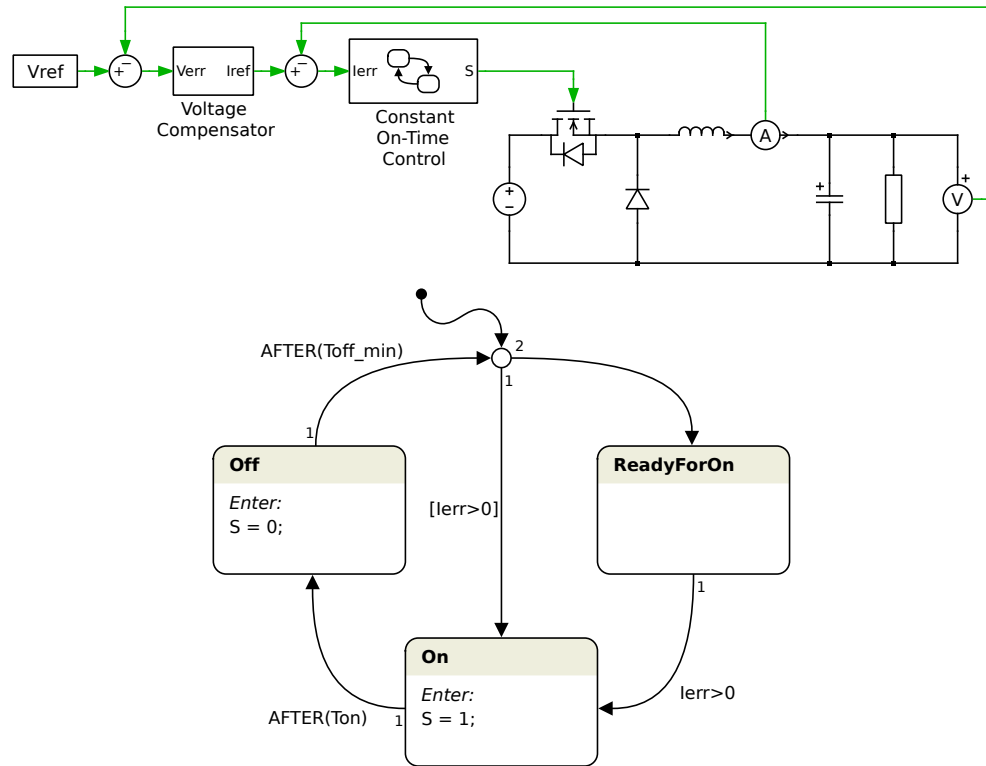 Vref
+
−
Verr Iref
Voltage
Compensator
+
−
Ierr S
Constant
On-Time
Control
+
−
A
+
V
+
AFTER(Toff_min)
2
1
1
Off
Enter:
S = 0;
[Ierr>0]
ReadyForOn
1
On
Enter:
S = 1;
AFTER(Ton)
1
Ierr>0